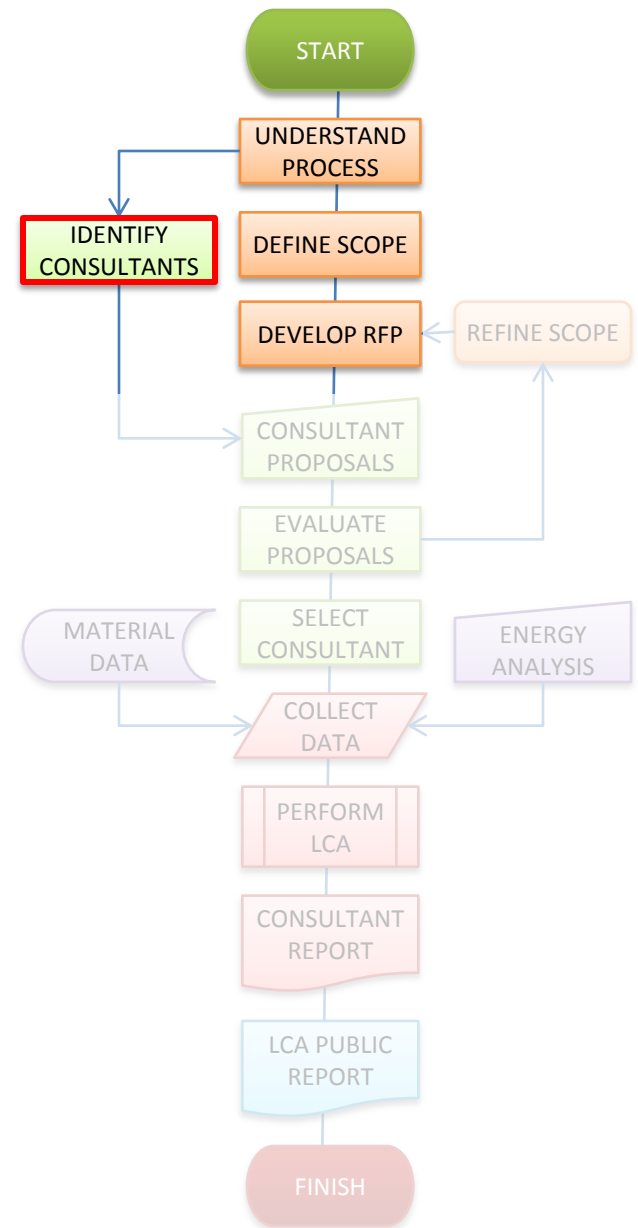 START
UNDERSTAND
PROCESS
IDENTIFY
CONSULTANTS
DEFINE SCOPE
DEVELOP RFP
REFINE SCOPE
CONSULTANT
PROPOSALS
EVALUATE
PROPOSALS
MATERIAL
DATA
SELECT
CONSULTANT
ENERGY
ANALYSIS
COLLECT
DATA
PERFORM
LCA
CONSULTANT
REPORT
LCA PUBLIC
REPORT
FINISH